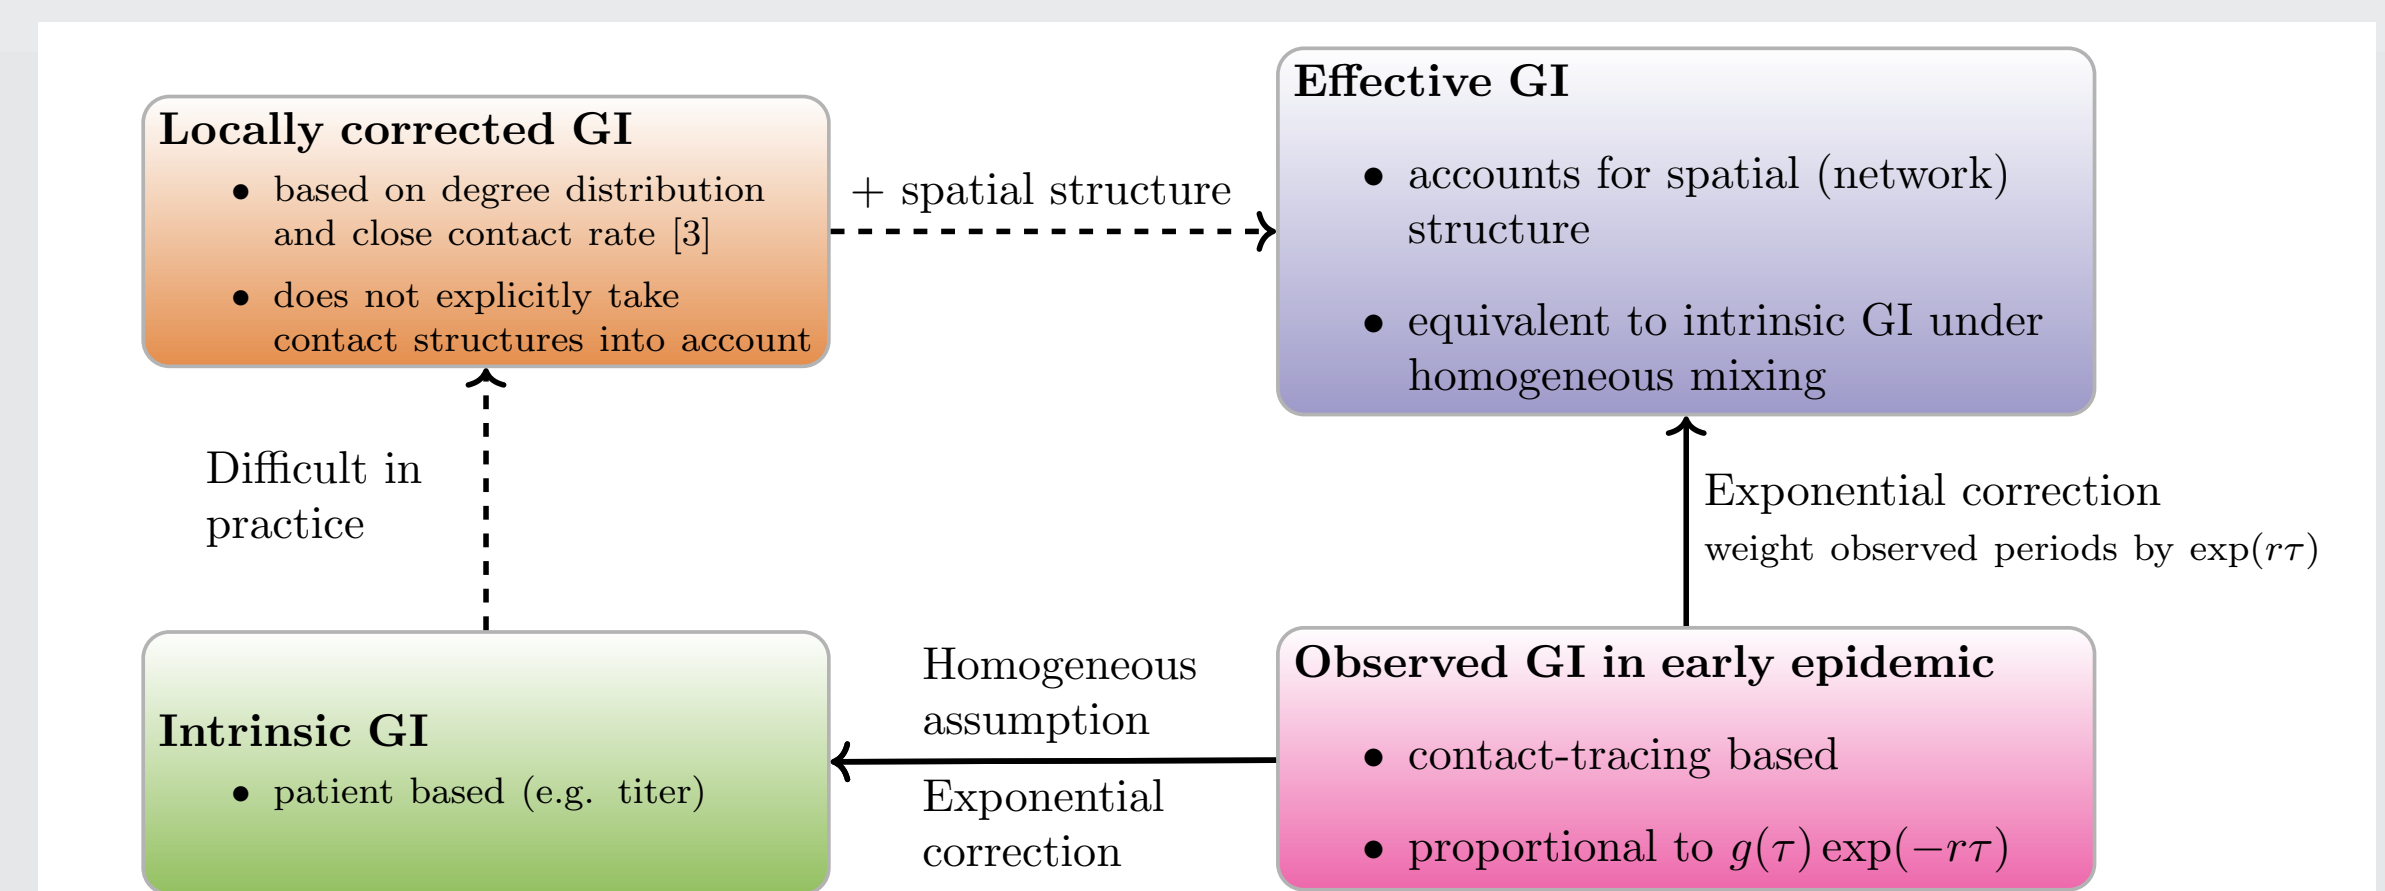 Locally corrected GI
• based on degree distribution
and close contact rate [3]
• does not explicitly take
contact structures into account
+ spatial structure
Effective GI
• accounts for spatial (network)
structure
• equivalent to intrinsic GI under
homogeneous mixing
Difficult in
practice
Exponential correction
weight observed periods by exp(rτ)
Intrinsic GI
• patient based (e.g. titer)
Homogeneous
assumption
Exponential
correction
Observed GI in early epidemic
• contact-tracing based
• proportional to g(τ) exp(−rτ)